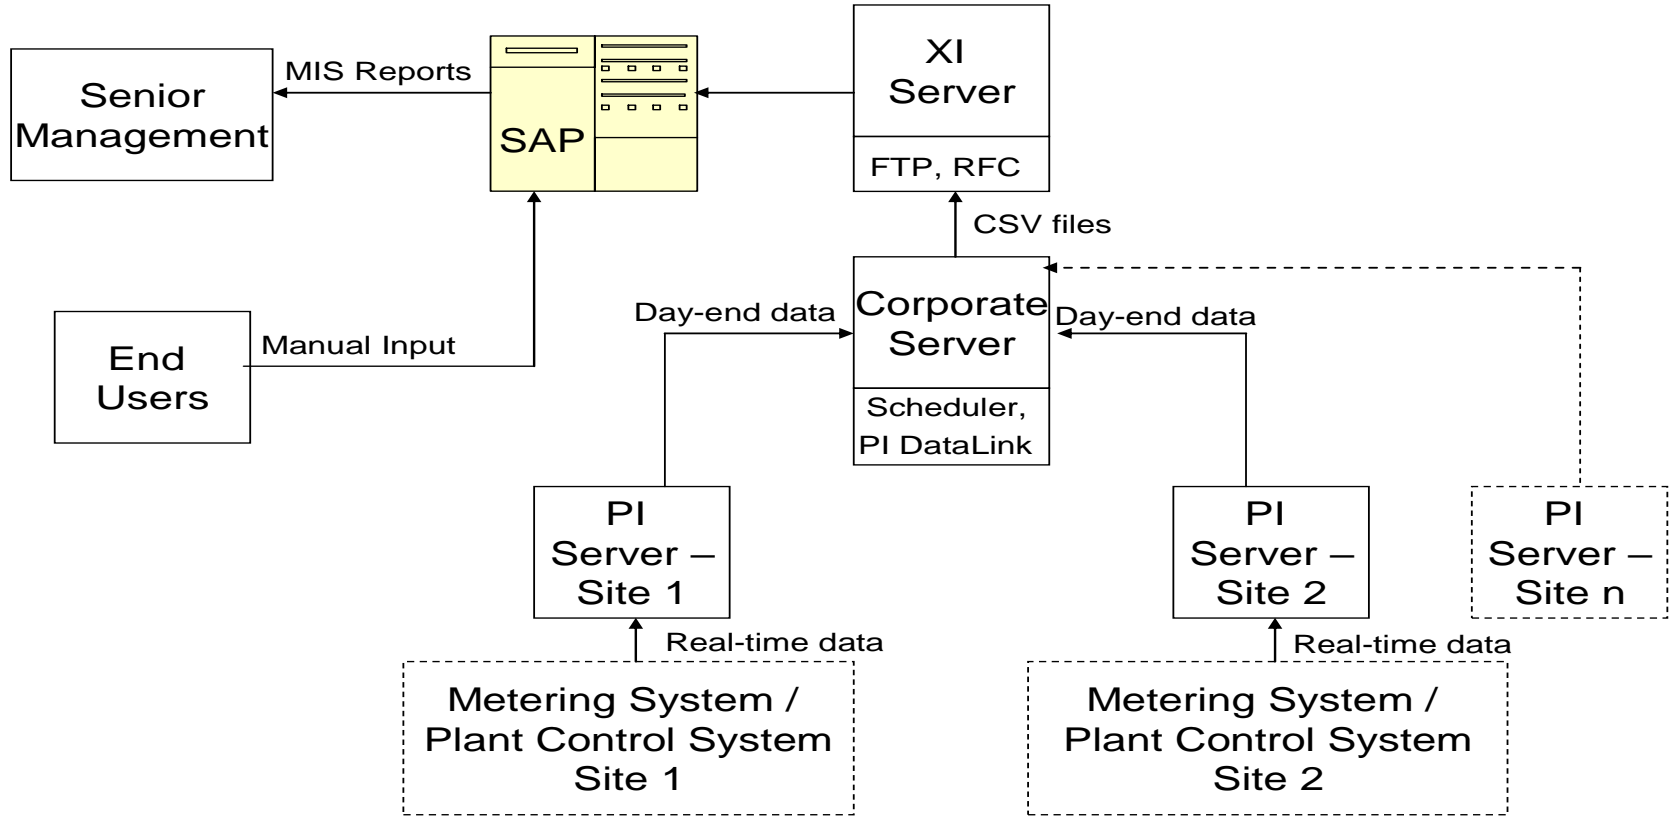 Senior
Management
MIS Reports
SAP
XI
Server
FTP, RFC
CSV files
End
Users
Manual Input
Day-end data
Corporate
Server
Day-end data
Scheduler,
PI DataLink
PI
Server –
Site 1
PI
Server –
Site 2
PI
Server –
Site n
Real-time data
Real-time data
Metering System /
Plant Control System
Site 1
Metering System /
Plant Control System
Site 2